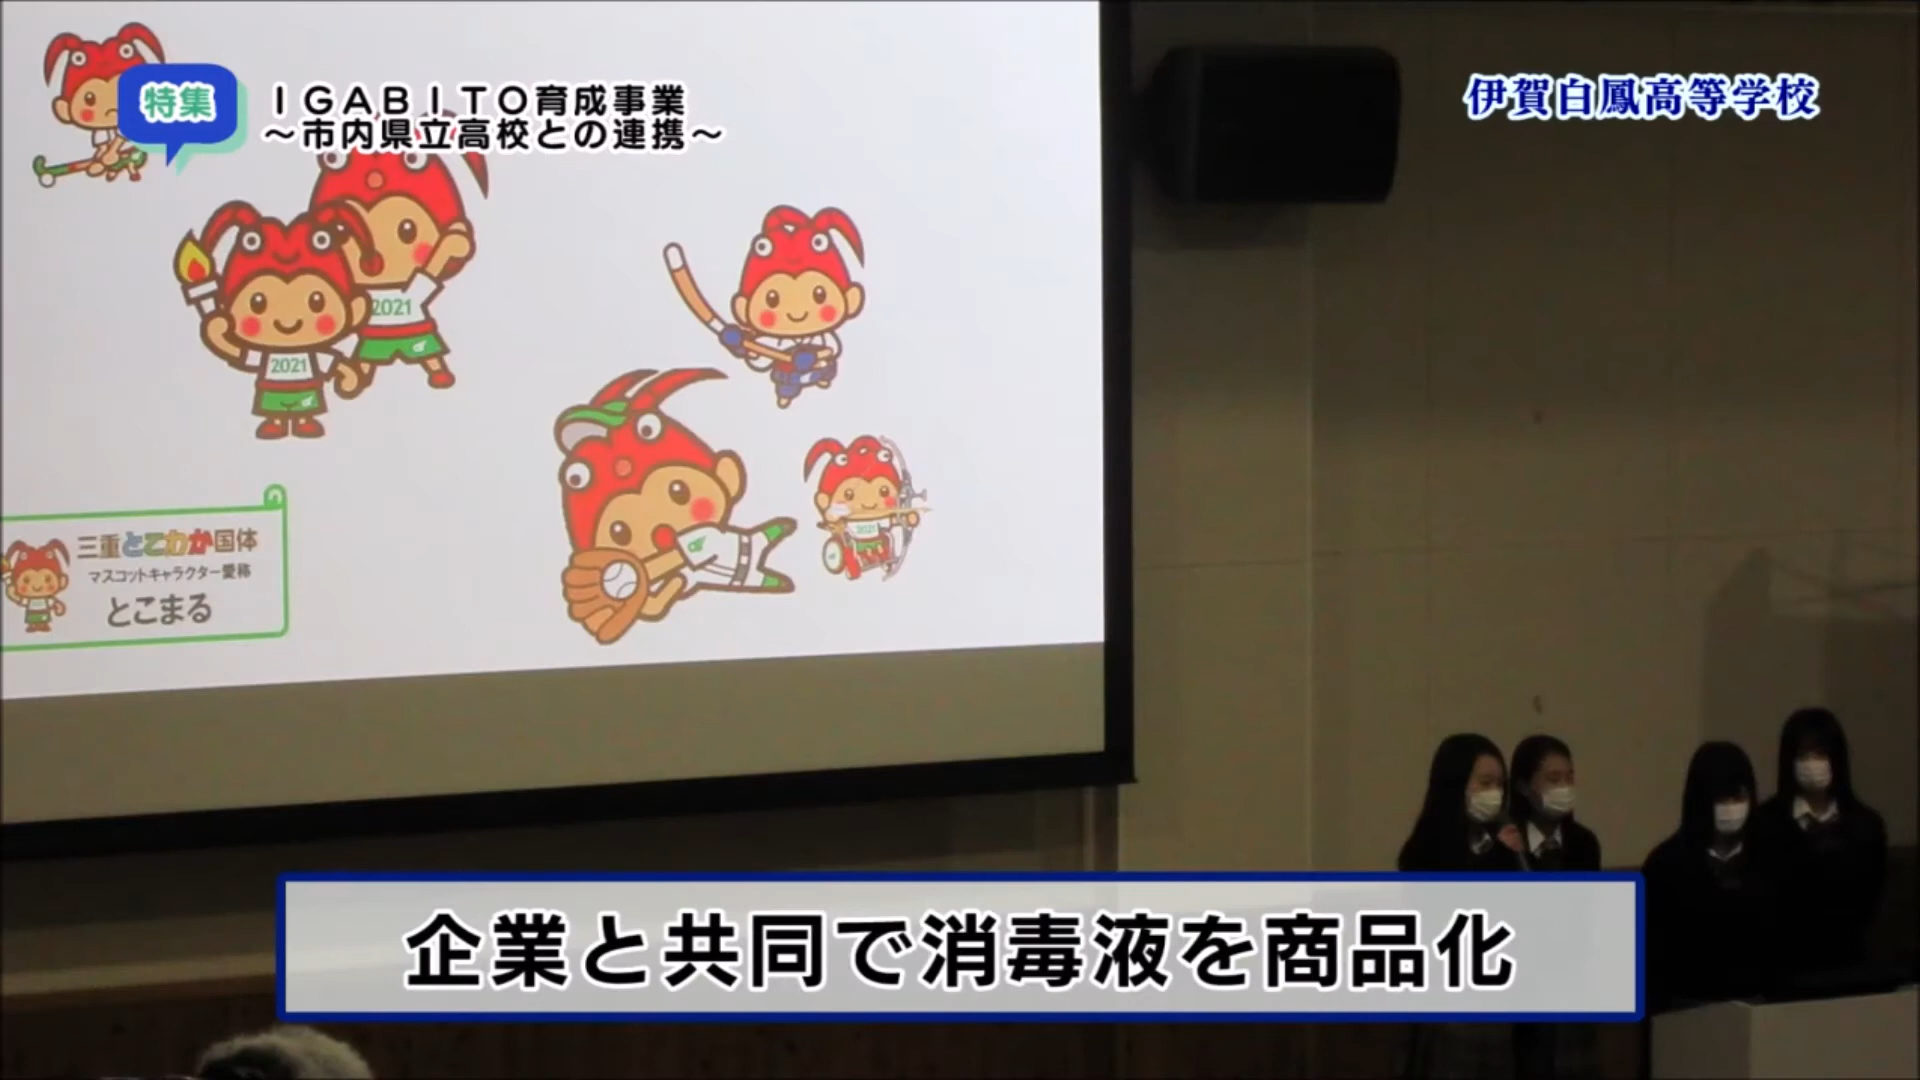 特集
IGABITO育成事業
～市内県立高校との連携～
伊賀白鳳高等学校
2021
2021
2021
三重とこわか国体
マスコットキャラクター愛称
とこまる
企業と共同で消毒液を商品化